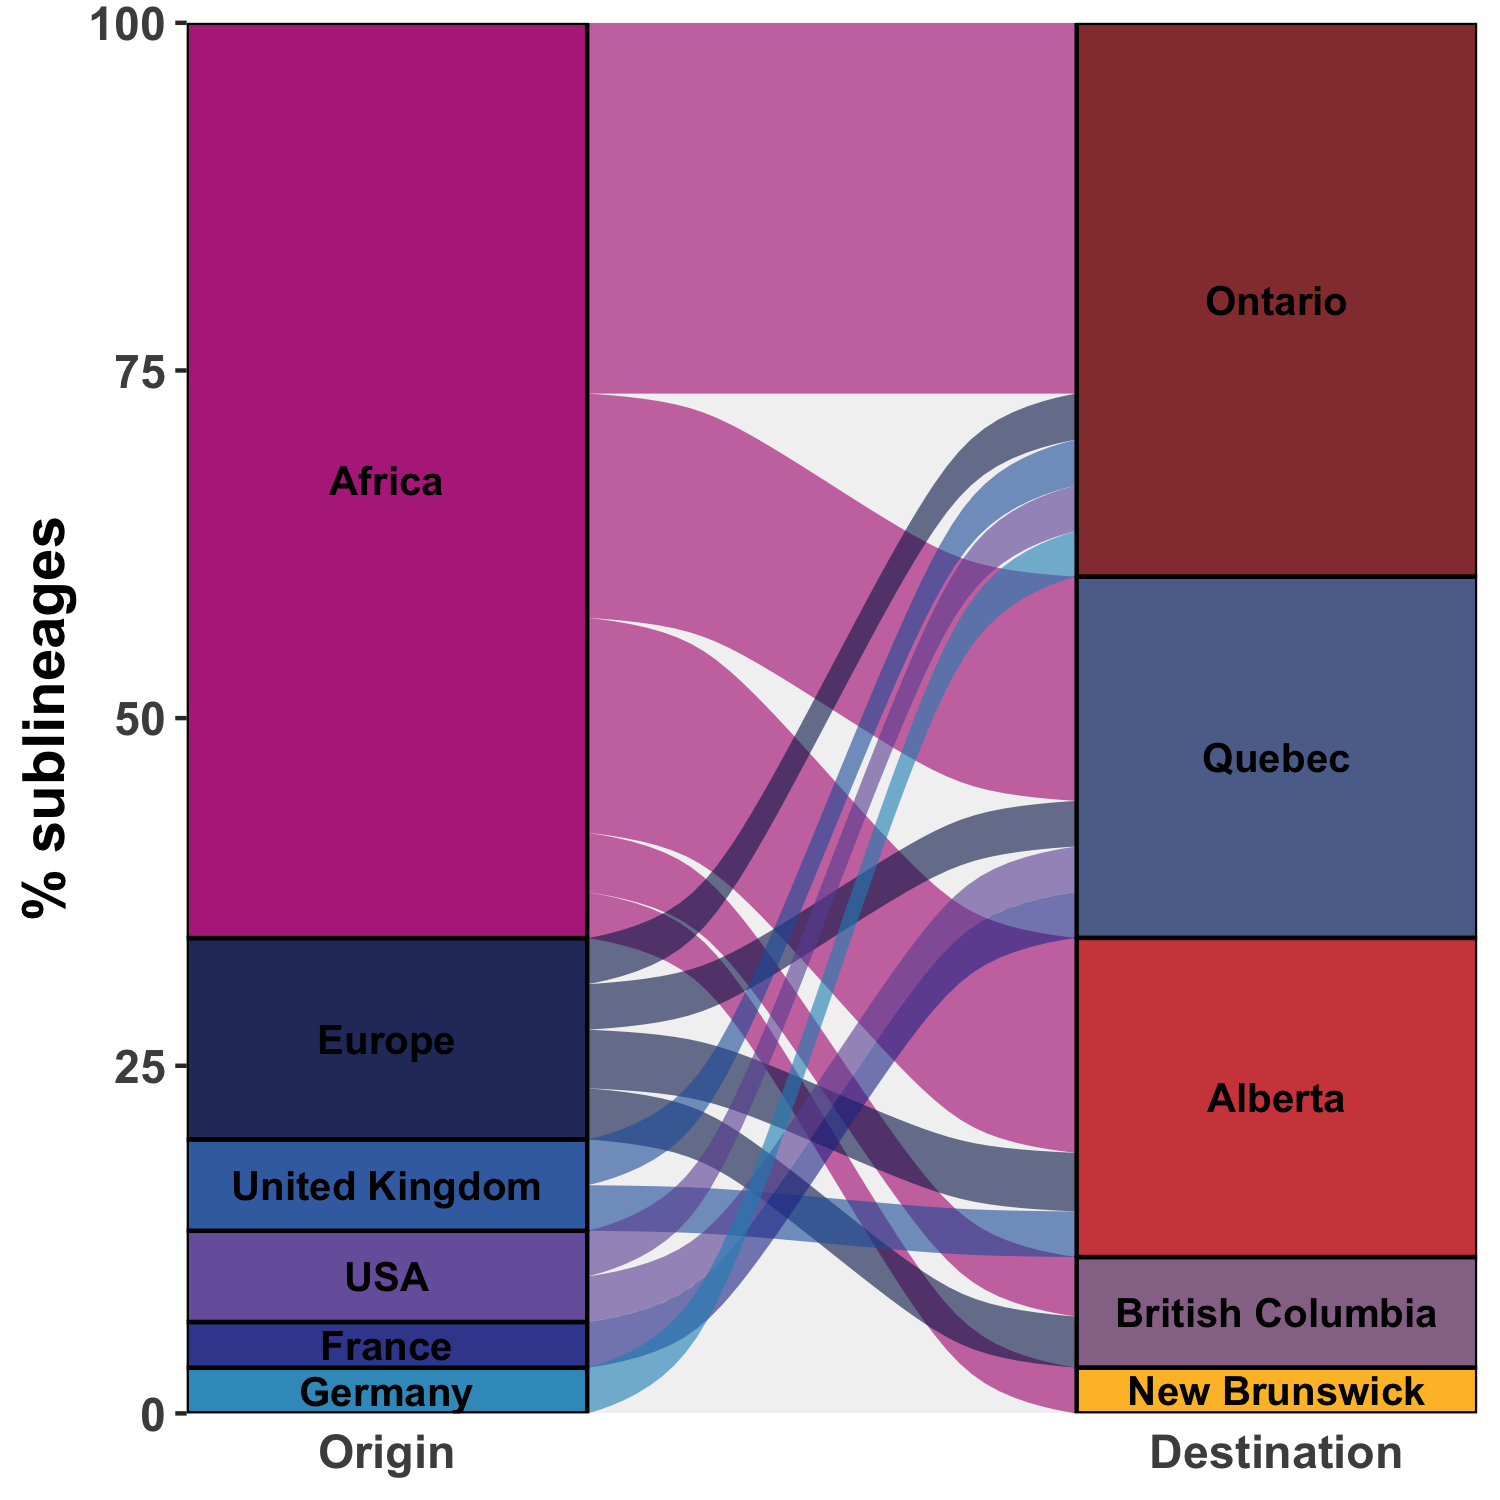 % sublineages
100
75
50
25
0
Africa
Europe
United Kingdom
USA
France
Germany
Ontario
Quebec
Alberta
British Columbia
New Brunswick
Origin
Destination